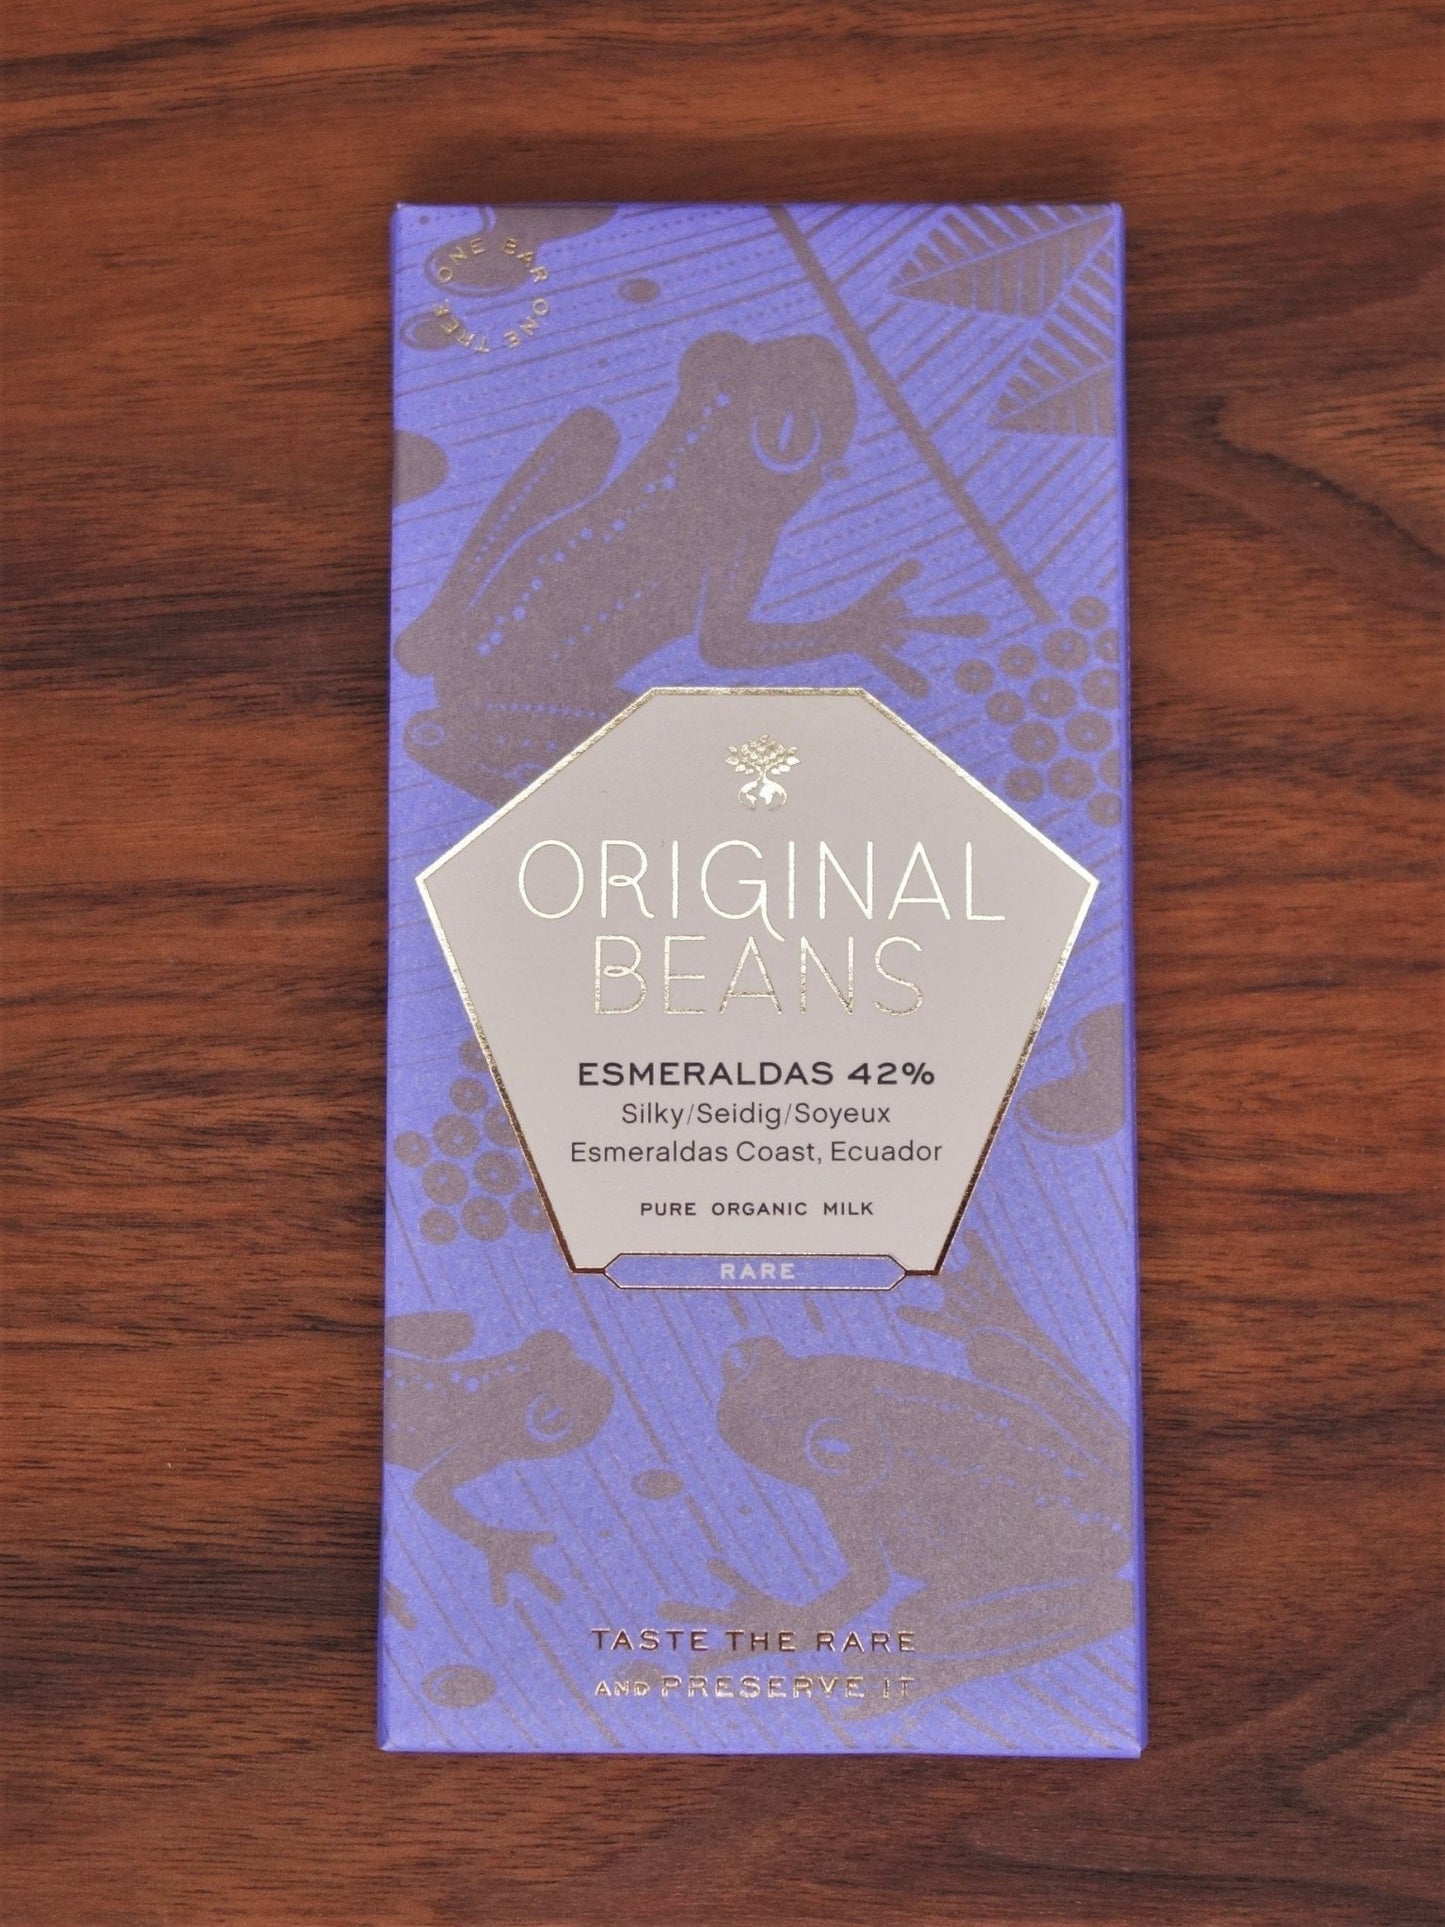 ONE BAR ONE TREE
ORIGINAL
BEANS
ESMERALDAS 42%
Silky/Seidig/Soyeux
Esmeraldas Coast, Ecuador
PURE ORGANIC MILK
RARE
TASTE THE RARE
AND PRESERVE IT